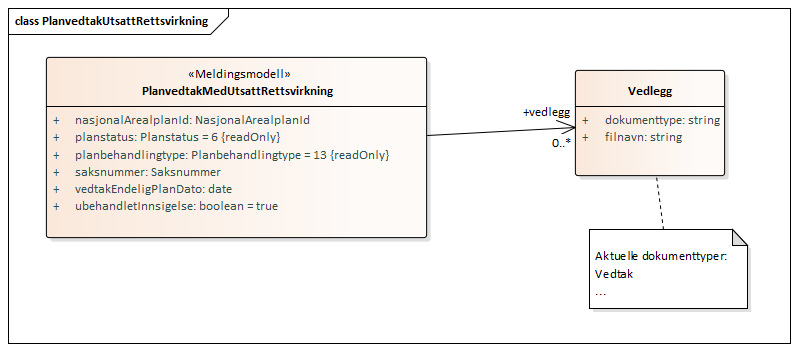 class PlanvedtakUtsattRettsvirkning
«Meldingsmodell»
PlanvedtakMedUtsattRettsvirkning
+ nasjonalArealplanId: NasjonalArealplanId
+ planstatus: Planstatus = 6 {readOnly}
+ planbehandlingtype: Planbehandlingtype = 13 {readOnly}
+ saksnummer: Saksnummer
+ vedtakEndeligPlanDato: date
+ ubehandletInnsigelse: boolean = true
+vedlegg
0..*
Vedlegg
+ dokumenttype: string
+ filnavn: string
Aktuelle dokumenttyper:
Vedtak
...